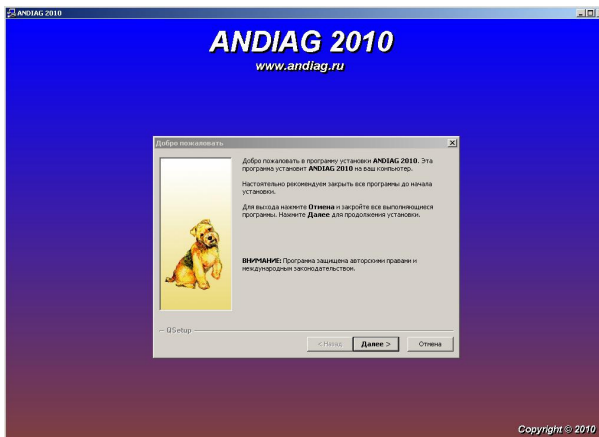 ANDIAG 2010
ANDIAG 2010
www.andiag.ru
Добро пожаловать
Добро пожаловать в программу установки ANDIAG 2010. Эта
программа установит ANDIAG 2010 на ваш компьютер.
Настоятельно рекомендуем закрыть все программы до начала
установки.
Для выхода нажмите Отмена и закройте все выполняющиеся
программы. Нажмите Далее для продолжения установки.
ВНИМАНИЕ: Программа защищена авторскими правами и
международным законодательством.
QSetup
< Назад
Далее >
Отмена
Copyright © 2010